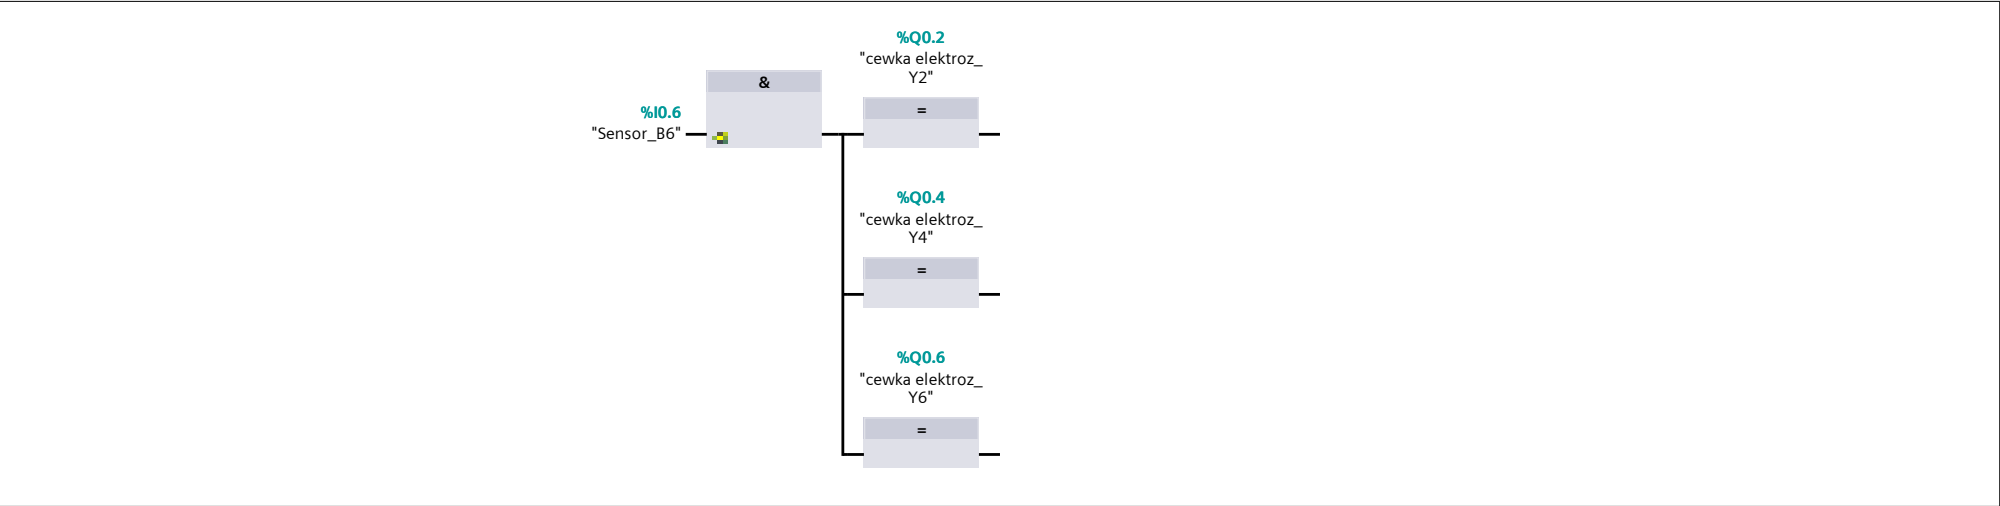 %Q0.2
"cewka elektroz_
Y2"
&
=
%I0.6
"Sensor_B6"
%Q0.4
"cewka elektroz_
Y4"
=
%Q0.6
"cewka elektroz_
Y6"
=